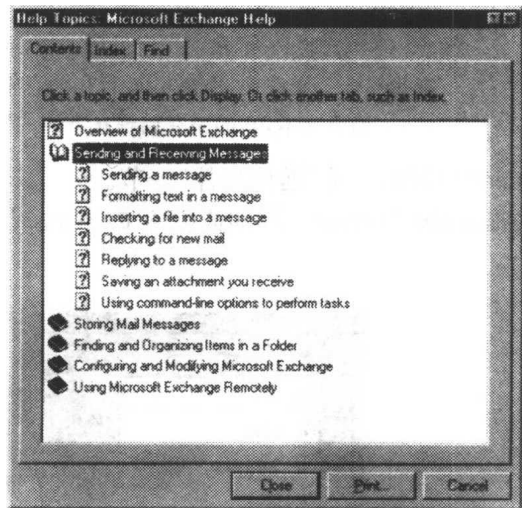 Help Topics: Microsoft Exchange Help
Contents Index Find
Click a topic, and then click Display. Or click another tab, such as Index.
Overview of Microsoft Exchange
Sending and Receiving Messages
Sending a message
Formatting text in a message
Inserting a file into a message
Checking for new mail
Replying to a message
Saving an attachment you receive
Using command-line options to perform tasks
Storing Mail Messages
Finding and Organizing Items in a Folder
Configuring and Modifying Microsoft Exchange
Using Microsoft Exchange Remotely
Close Print... Cancel